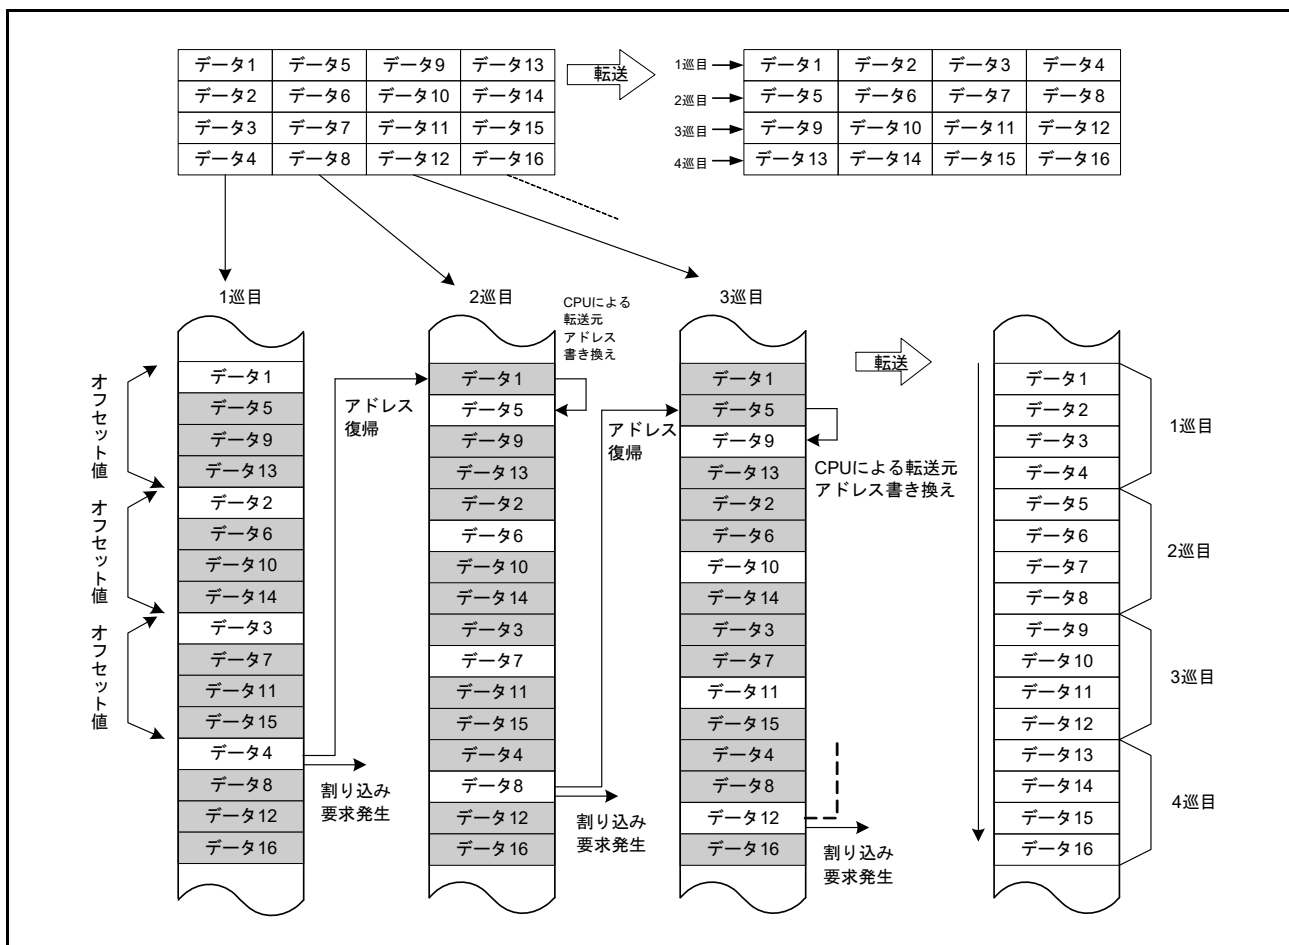 データ1 データ5 データ9 データ13
データ2 データ6 データ10 データ14
データ3 データ7 データ11 データ15
データ4 データ8 データ12 データ16
転送
1巡目 データ1 データ2 データ3 データ4
2巡目 データ5 データ6 データ7 データ8
3巡目 データ9 データ10 データ11 データ12
4巡目 データ13 データ14 データ15 データ16
1巡目
オフセット値
オフセット値
オフセット値
データ1
データ5
データ9
データ13
データ2
データ6
データ10
データ14
データ3
データ7
データ11
データ15
データ4
データ8
データ12
データ16
アドレス
復帰
割り込み
要求発生
2巡目
CPUによる
転送元
アドレス
書き換え
データ1
データ5
データ9
データ13
データ2
データ6
データ10
データ14
データ3
データ7
データ11
データ15
データ4
データ8
データ12
データ16
アドレス
復帰
割り込み
要求発生
3巡目
データ1
データ5
データ9
データ13
データ2
データ6
データ10
データ14
データ3
データ7
データ11
データ15
データ4
データ8
データ12
データ16
転送
CPUによる転送元
アドレス書き換え
割り込み
要求発生
データ1
データ2
データ3
データ4
データ5
データ6
データ7
データ8
データ9
データ10
データ11
データ12
データ13
データ14
データ15
データ16
1巡目
2巡目
3巡目
4巡目